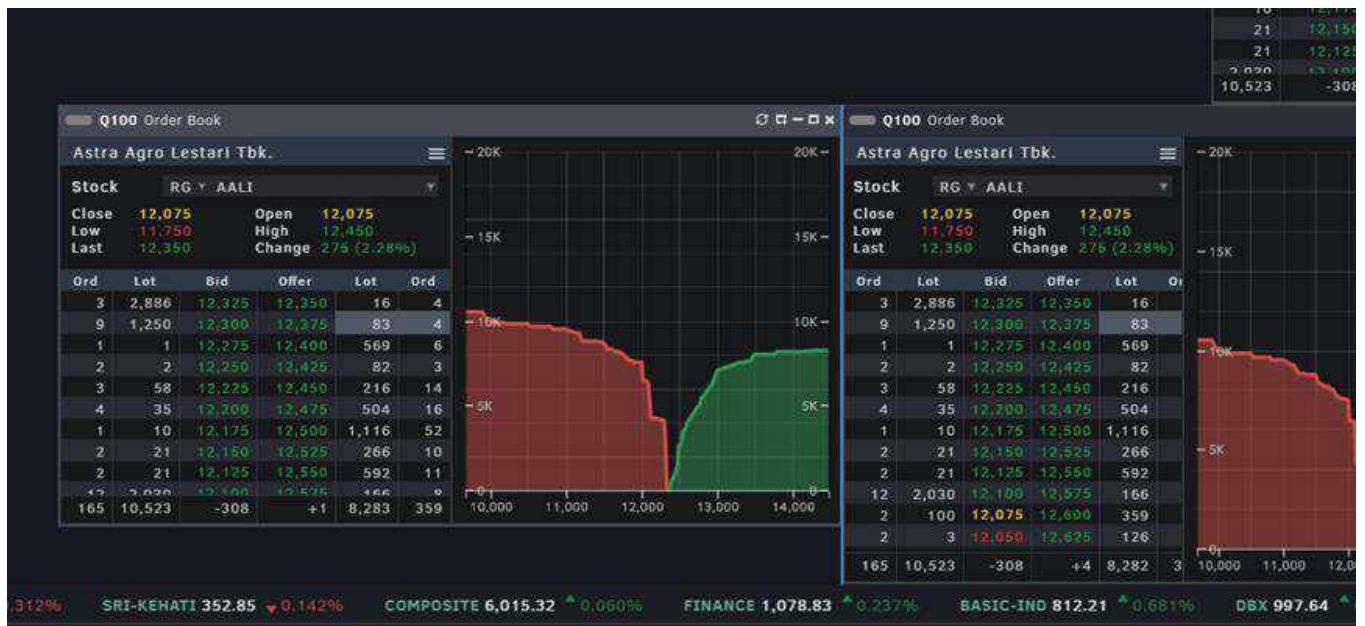 21 12,150
21 12,125
10,523 -308
Q100 Order Book
Astra Agro Lestari Tbk.
Stock RG AALI
Close 12,075 Open 12,075
Low 11,750 High 12,450
Last 12,350 Change 275 (2.28%)
Ord Lot Bid Offer Lot Ord
3 2,886 12,325 12,350 16 4
9 1,250 12,300 12,375 83 4
1 1 12,275 12,400 569 6
2 2 12,250 12,425 82 3
3 58 12,225 12,450 216 14
4 35 12,200 12,475 504 16
1 10 12,175 12,500 1,116 52
2 21 12,150 12,525 266 10
2 21 12,125 12,550 592 11
12 2,030 12,100 12,575 166
165 10,523 -308 +1 8,283 359
20K 20K
15K 15K
10K 10K
5K 5K
0 0
10,000 11,000 12,000 13,000 14,000
Q100 Order Book
Astra Agro Lestari Tbk.
Stock RG AALI
Close 12,075 Open 12,075
Low 11,750 High 12,450
Last 12,350 Change 275 (2.28%)
Ord Lot Bid Offer Lot
3 2,886 12,325 12,350 16
9 1,250 12,300 12,375 83
1 1 12,275 12,400 569
2 2 12,250 12,425 82
3 58 12,225 12,450 216
4 35 12,200 12,475 504
1 10 12,175 12,500 1,116
2 21 12,150 12,525 266
2 21 12,125 12,550 592
12 2,030 12,100 12,575 166
2 100 12,075 12,600 359
2 3 12,050 12,625 126
165 10,523 -308 +4 8,282 3
20K
15K
10K
5K
0
10,000 11,000 12,0
.312% SRI-KEHATI 352.85 0.142% COMPOSITE 6,015.32 0.060% FINANCE 1,078.83 0.237% BASIC-IND 812.21 0.681% DBX 997.64